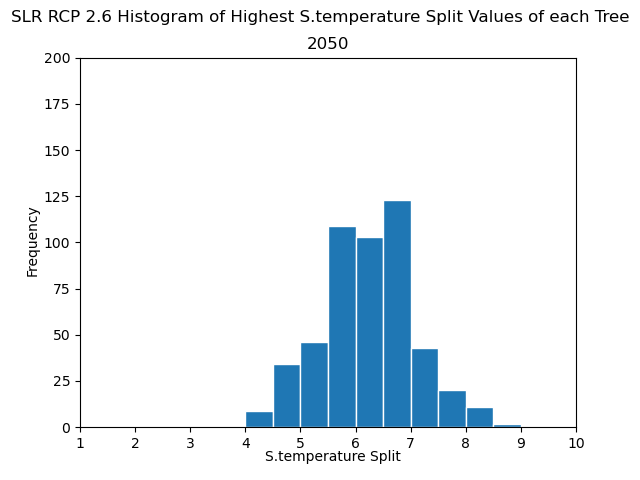 SLR RCP 2.6 Histogram of Highest S.temperature Split Values of each Tree
2050
200
175
150
125
100
75
50
25
0
Frequency
1 2 3 4 5 6 7 8 9 10
S.temperature Split